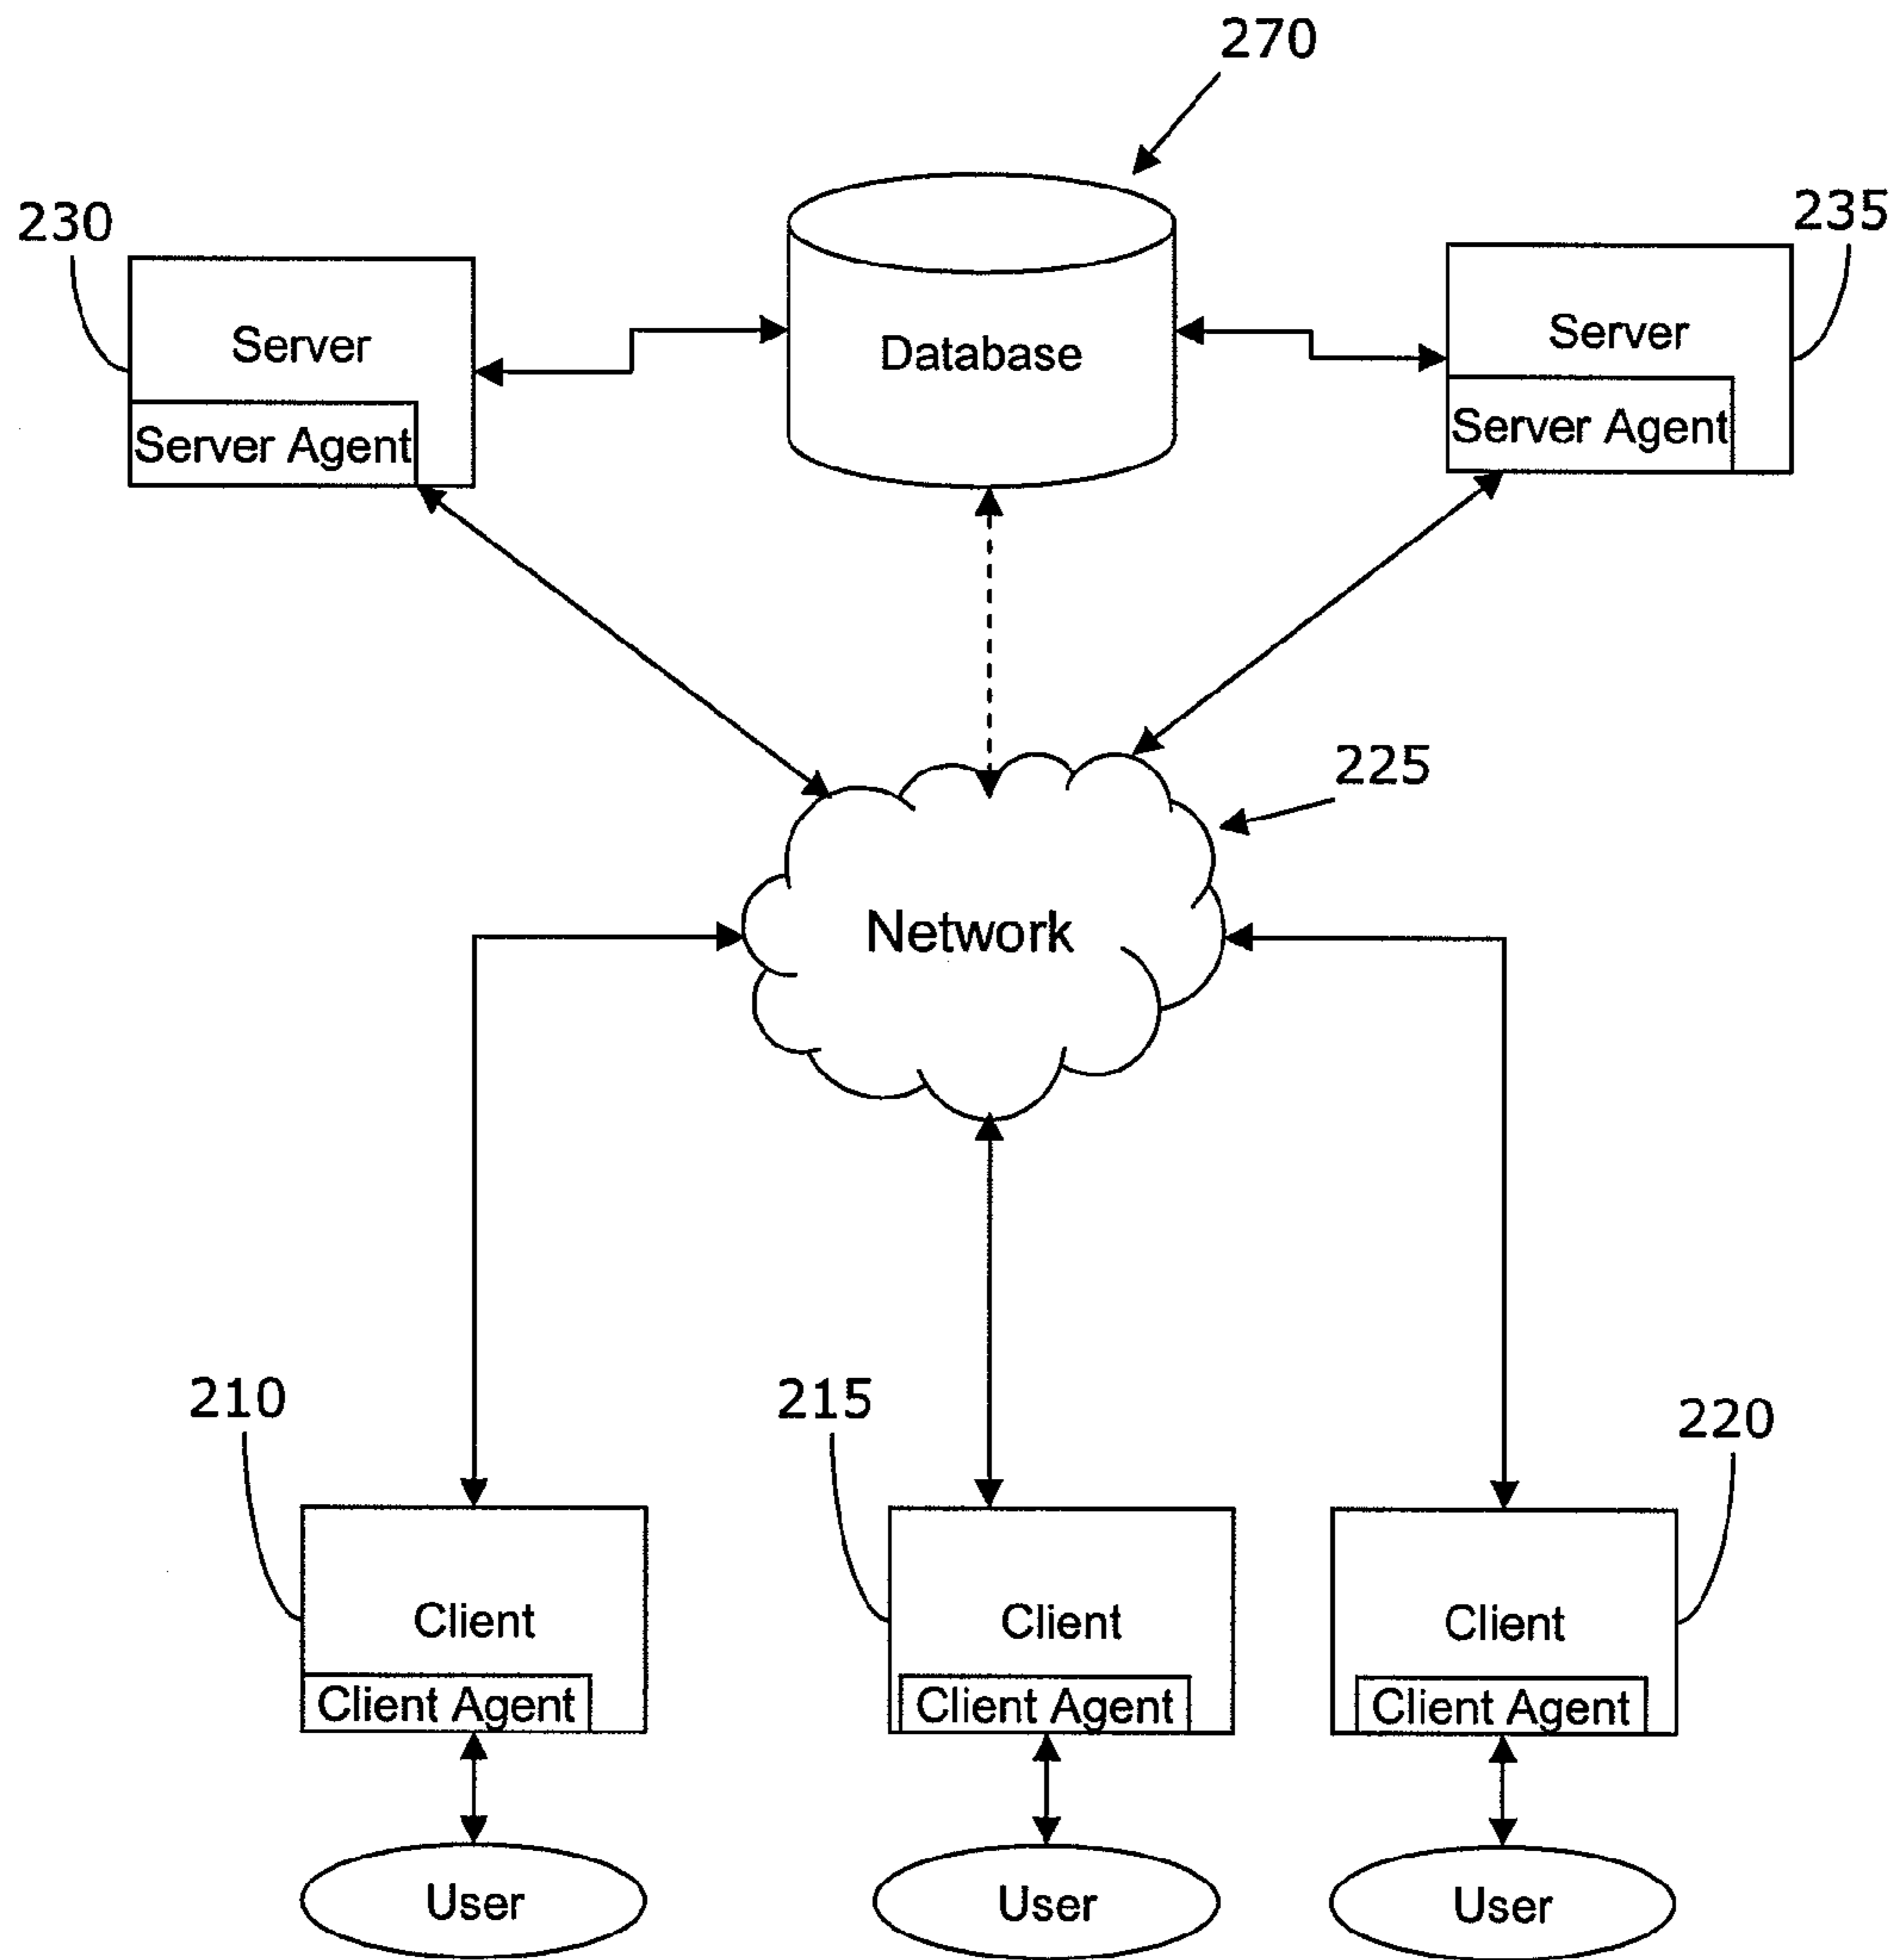 270
230
235
Server
Database
Server
Server Agent
Server Agent
225
Network
210
215
220
Client
Client
Client
Client Agent
Client Agent
Client Agent
User
User
User